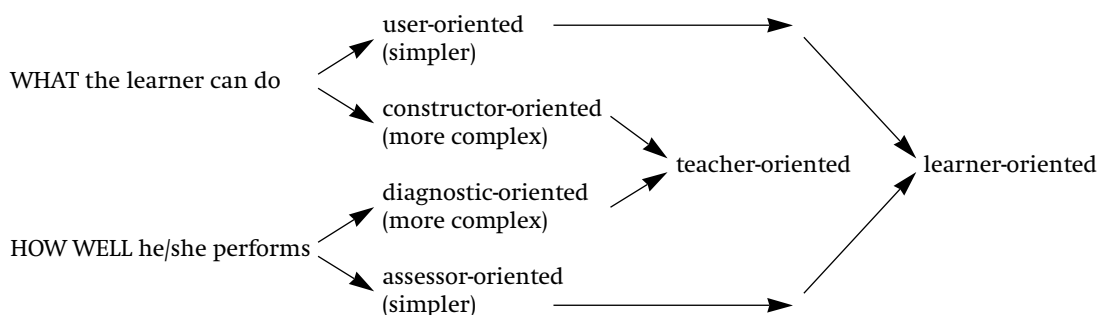 user-oriented
(simpler)
WHAT the learner can do
constructor-oriented
(more complex)
teacher-oriented
learner-oriented
diagnostic-oriented
(more complex)
HOW WELL he/she performs
assessor-oriented
(simpler)